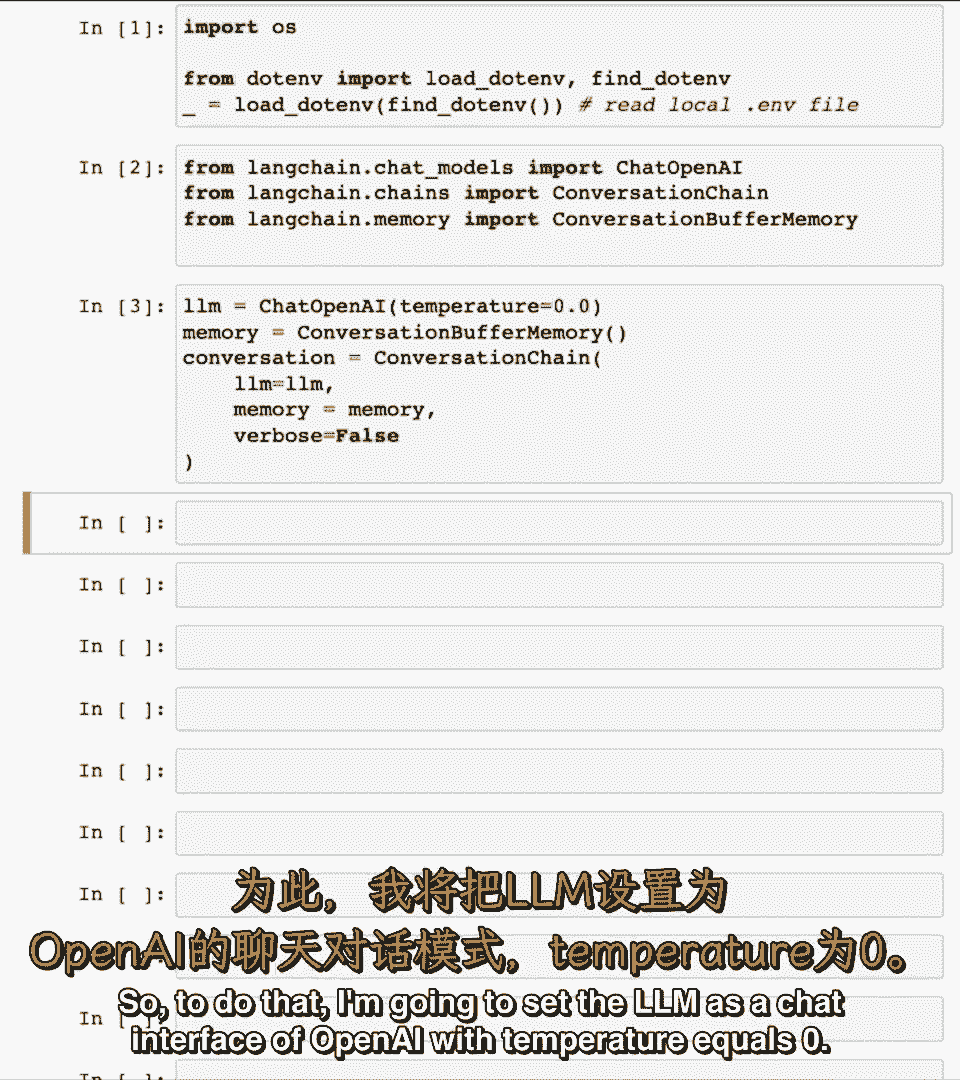 In [1]: import os
from dotenv import load_dotenv, find_dotenv
_ = load_dotenv(find_dotenv()) # read local .env file
In [2]: from langchain.chat_models import ChatOpenAI
from langchain.chains import ConversationChain
from langchain.memory import ConversationBufferMemory
In [3]: llm = ChatOpenAI(temperature=0.0)
memory = ConversationBufferMemory()
conversation = ConversationChain(
    llm=llm,
    memory = memory,
    verbose=False
)
In [ ]:
In [ ]:
In [ ]:
In [ ]:
In [ ]:
In [ ]:
In [ ]:
为此，我将把LLM设置为
OpenAI的聊天对话模式，temperature为0。
In [ ]:
So, to do that, I'm going to set the LLM as a chat
interface of OpenAI with temperature equals 0.